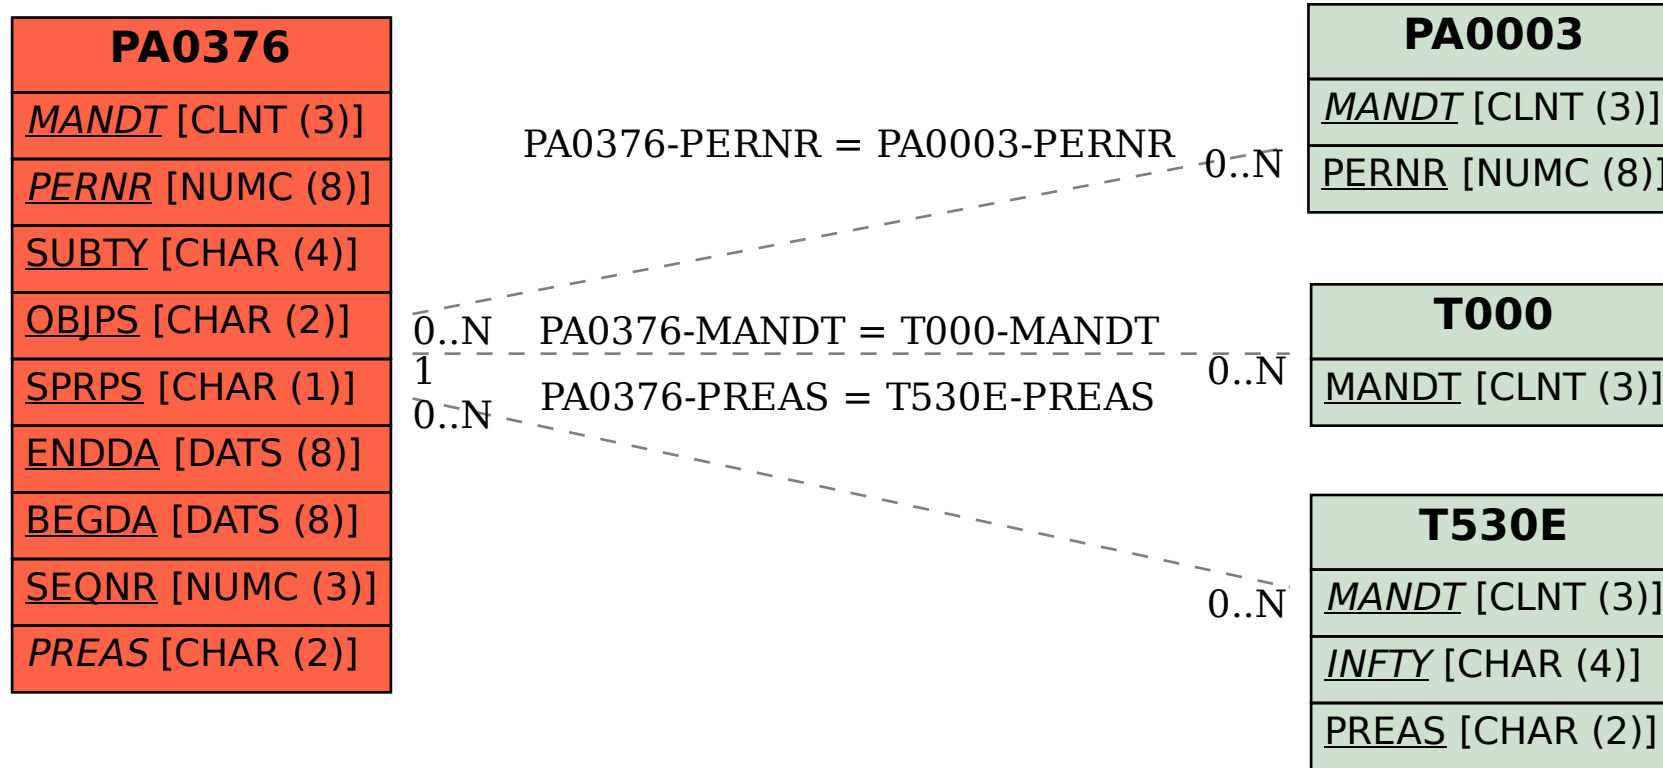 PA0376
MANDT [CLNT (3)]
PERNR [NUMC (8)]
SUBTY [CHAR (4)]
OBJPS [CHAR (2)]
SPRPS [CHAR (1)]
ENDDA [DATS (8)]
BEGDA [DATS (8)]
SEQNR [NUMC (3)]
PREAS [CHAR (2)]
PA0376-PERNR = PA0003-PERNR
0..N
0..N
PA0376-MANDT = T000-MANDT
1
0..N
PA0376-PREAS = T530E-PREAS
0..N
0..N
PA0003
MANDT [CLNT (3)]
PERNR [NUMC (8)]
T000
MANDT [CLNT (3)]
T530E
MANDT [CLNT (3)]
INFTY [CHAR (4)]
PREAS [CHAR (2)]